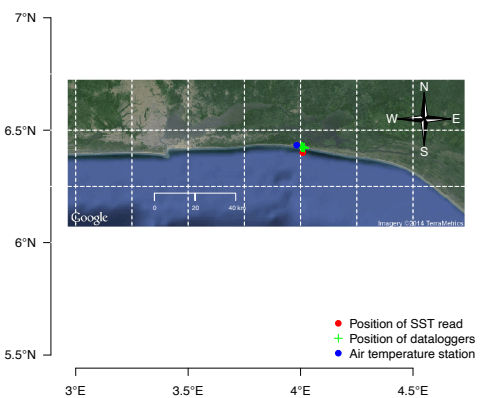 7°N
6.5°N
6°N
5.5°N
N
W E
S
0 20 40 km
Google
Imagery ©2014 TerraMetrics
Position of SST read
Position of dataloggers
Air temperature station
3°E 3.5°E 4°E 4.5°E